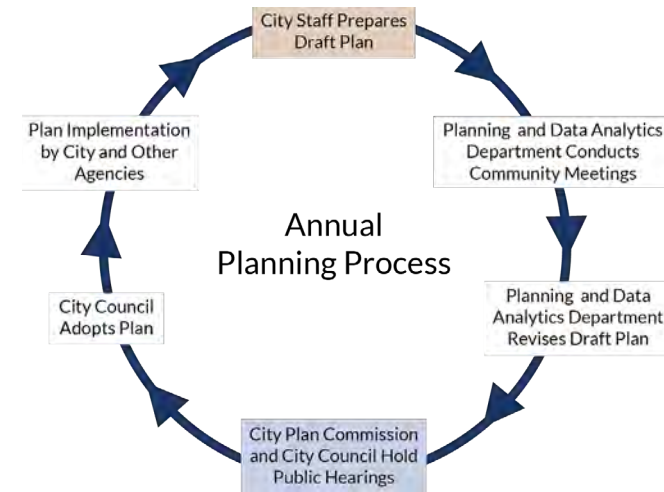 City Staff Prepares
Draft Plan
Planning and Data Analytics
Department Conducts
Community Meetings
Planning and Data
Analytics Department
Revises Draft Plan
City Plan Commission
and City Council Hold
Public Hearings
City Council
Adopts Plan
Plan Implementation
by City and Other
Agencies
Annual
Planning Process